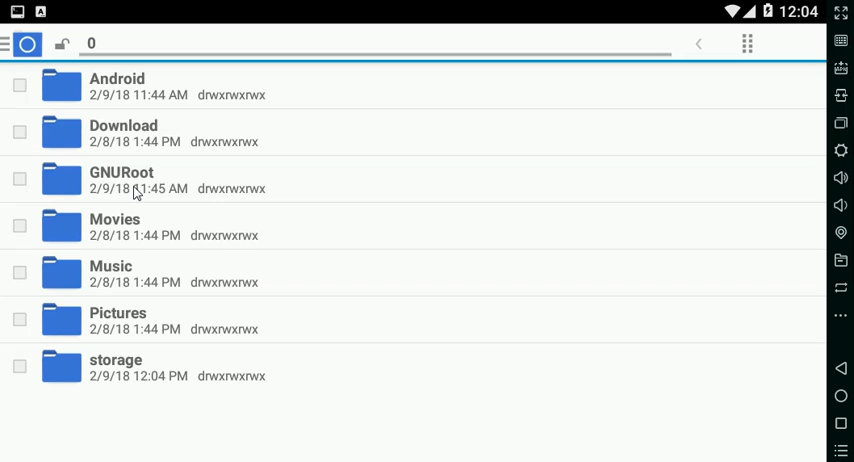 12:04
0
Android
2/9/18 11:44 AM drwxrwxrwx
Download
2/8/18 1:44 PM drwxrwxrwx
GNURoot
2/9/18 11:45 AM drwxrwxrwx
Movies
2/8/18 1:44 PM drwxrwxrwx
Music
2/8/18 1:44 PM drwxrwxrwx
Pictures
2/8/18 1:44 PM drwxrwxrwx
storage
2/9/18 12:04 PM drwxrwxrwx